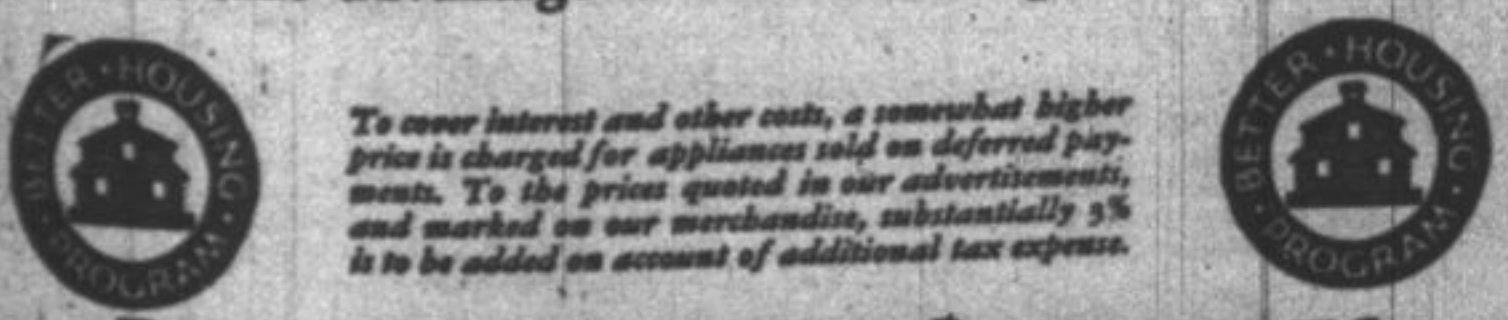 BETTER · HOUSING · PROGRAM ·
To cover interest and other costs, a somewhat higher
price is charged for appliances sold on deferred pay-
ments. To the prices quoted in our advertisements,
and marked on our merchandise, substantially 3%
is to be added on account of additional tax expense.
BETTER · HOUSING · PROGRAM ·